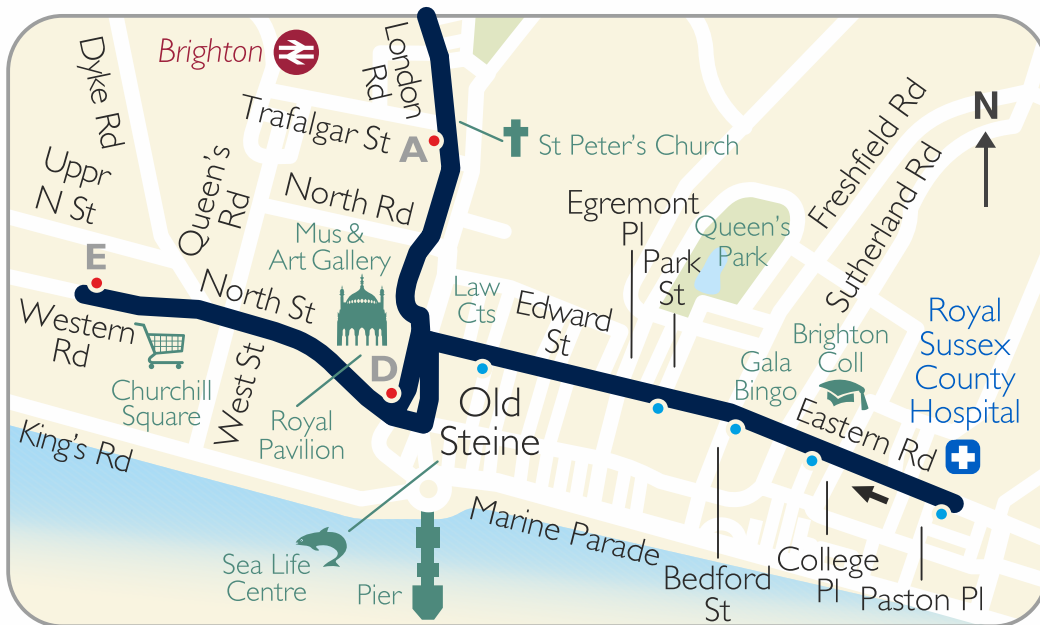 Brighton
London
Rd
Dyke Rd
N
Trafalgar St
A
St Peter's Church
Freshfield Rd
Sutherland Rd
Uppr
N St
Queen's
Rd
North Rd
Egremont
Pl
Queen's
Park
Park
St
Mus &
Art Gallery
E
North St
Law
Cts
Edward
St
Western
Rd
Churchill
Square
West St
D
Royal
Pavilion
Old
Steine
Gala
Bingo
Brighton
Coll
Royal
Sussex
County
Hospital
Eastern Rd
King's Rd
Marine Parade
Sea Life
Centre
Pier
Bedford
St
College
Pl
Paston Pl